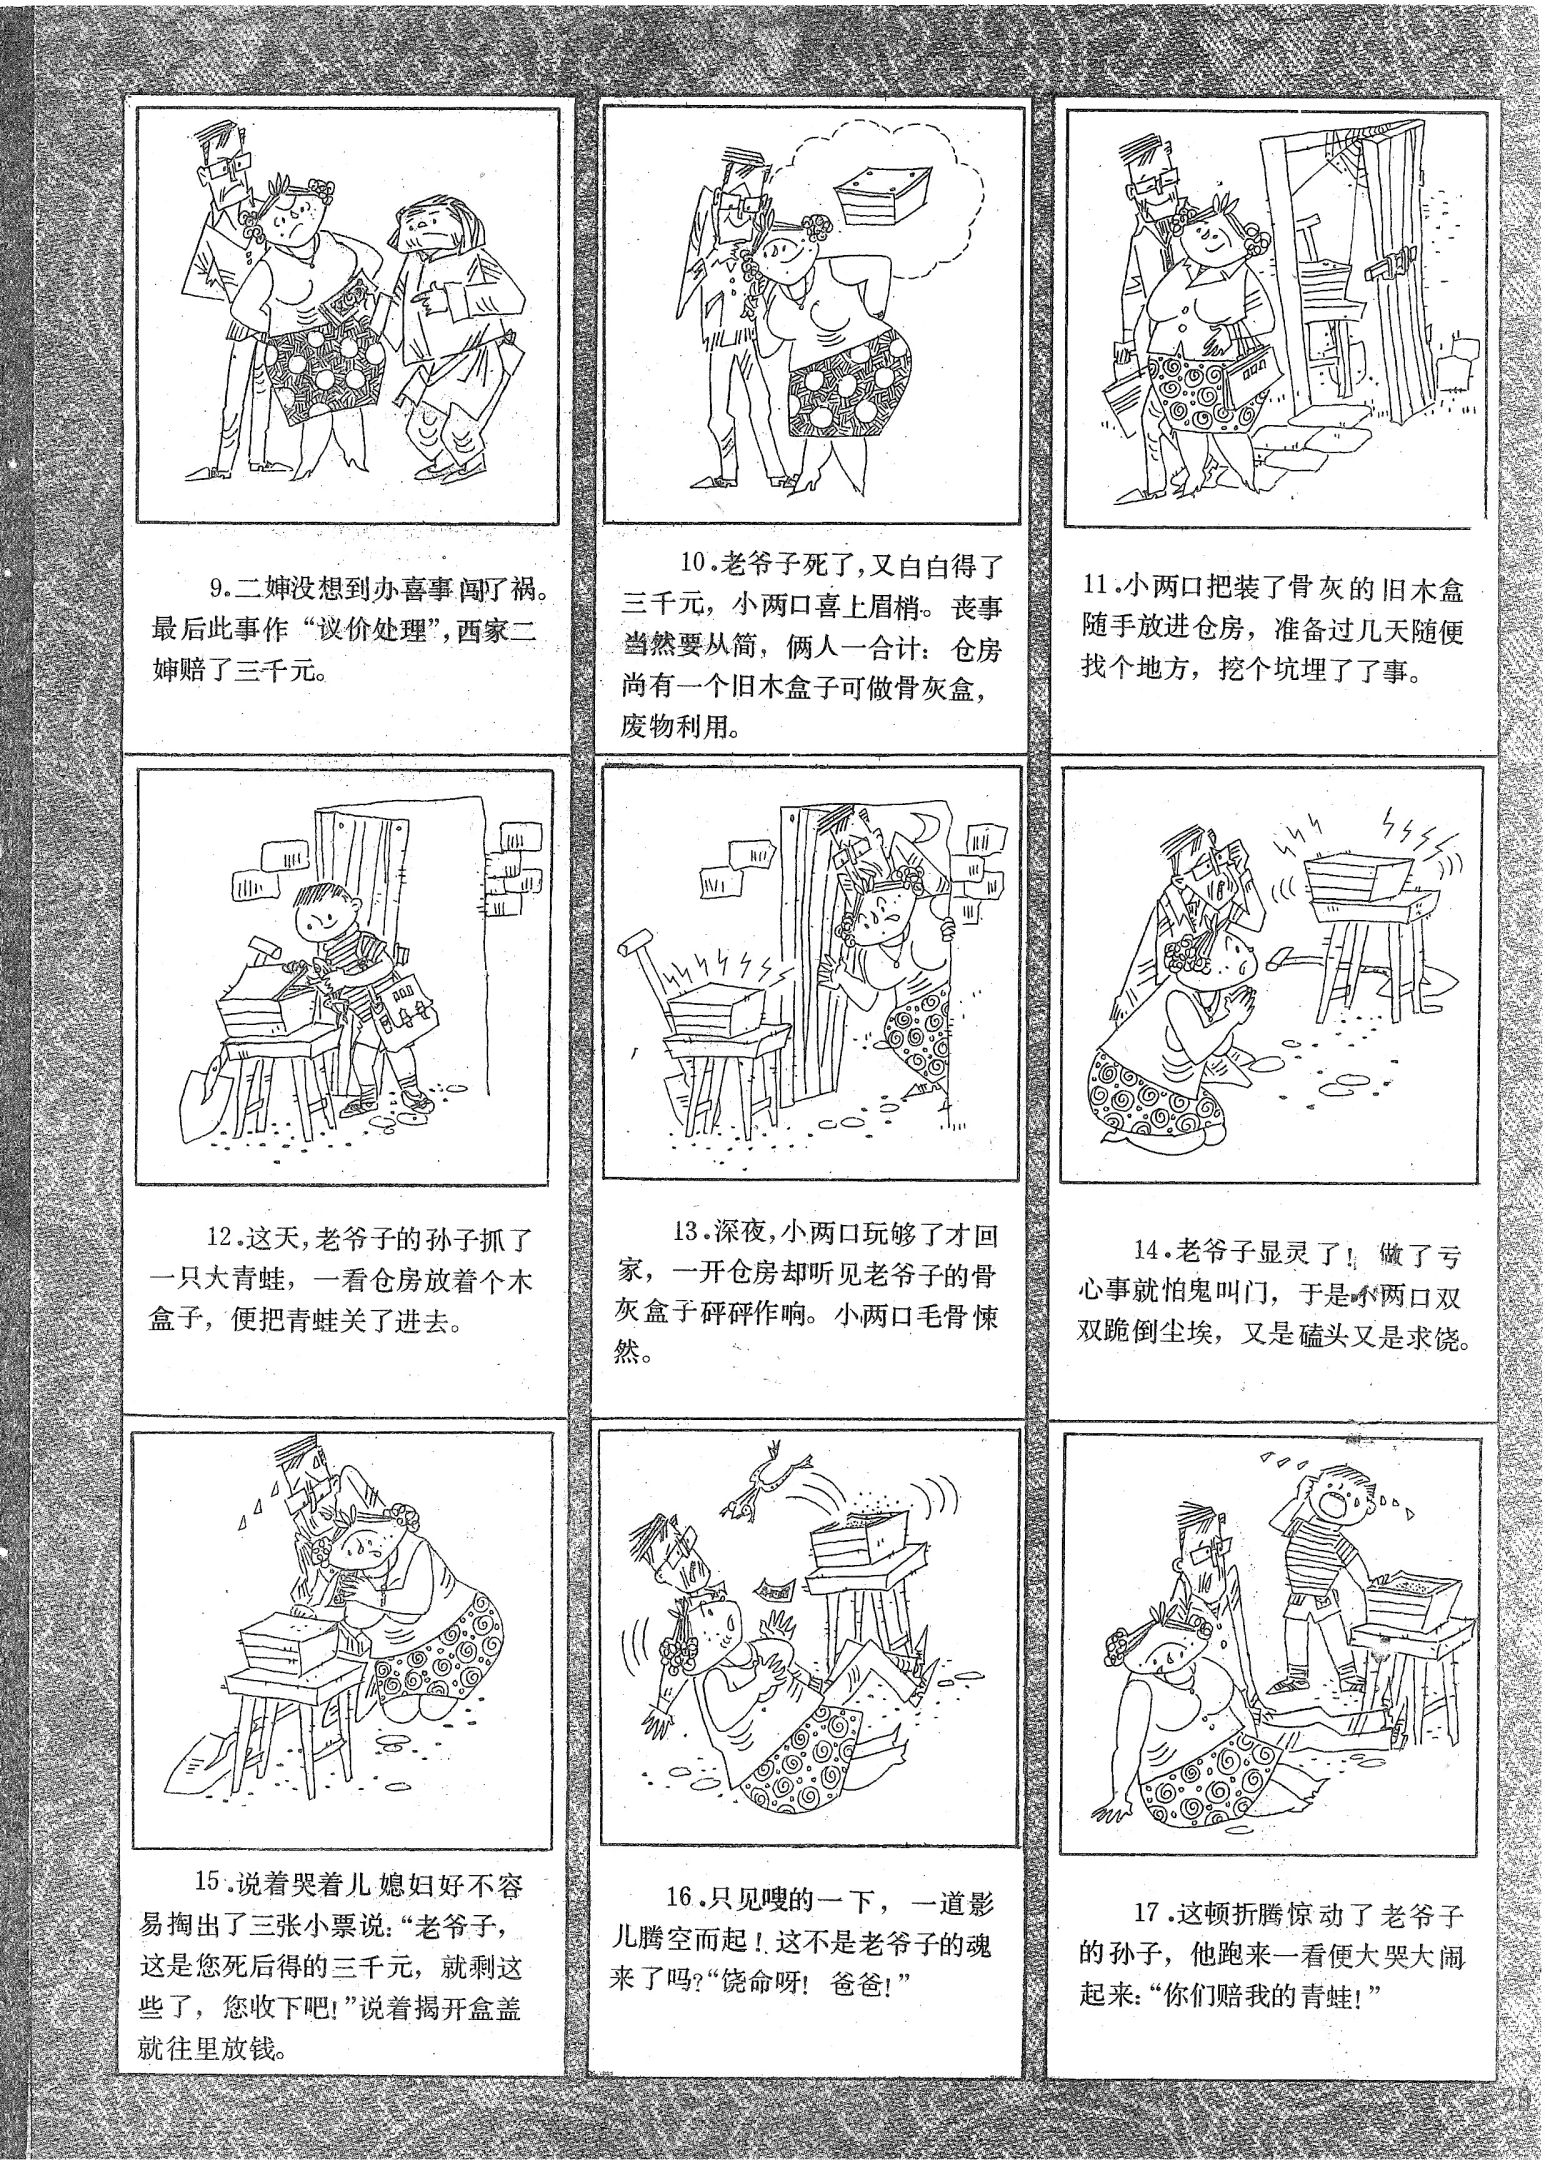 9.二婶没想到办喜事闯了祸。
最后此事作“议价处理”，西家二
婶赔了三千元。
10.老爷子死了，又白白得了
三千元，小两口喜上眉梢。丧事
当然要从简，俩人一合计：仓房
尚有一个旧木盒子可做骨灰盒，
废物利用。
11.小两口把装了骨灰的旧木盒
随手放进仓房，准备过几天随便
找个地方，挖个坑埋了了事。
12.这天，老爷子的孙子抓了
一只大青蛙，一看仓房放着个木
盒子，便把青蛙关了进去。
13.深夜，小两口玩够了才回
家，一开仓房却听见老爷子的骨
灰盒子砰砰作响。小两口毛骨悚
然。
14.老爷子显灵了！做了亏
心事就怕鬼叫门，于是小两口双
双跪倒尘埃，又是磕头又是求饶。
15.说着哭着儿媳妇好不容
易掏出了三张小票说：“老爷子，
这是您死后得的三千元，就剩这
些了，您收下吧！”说着揭开盒盖
就往里放钱。
16.只见嗖的一下，一道影
儿腾空而起！这不是老爷子的魂
来了吗？“饶命呀！爸爸！”
17.这顿折腾惊动了老爷子
的孙子，他跑来一看便大哭大闹
起来：“你们赔我的青蛙！”